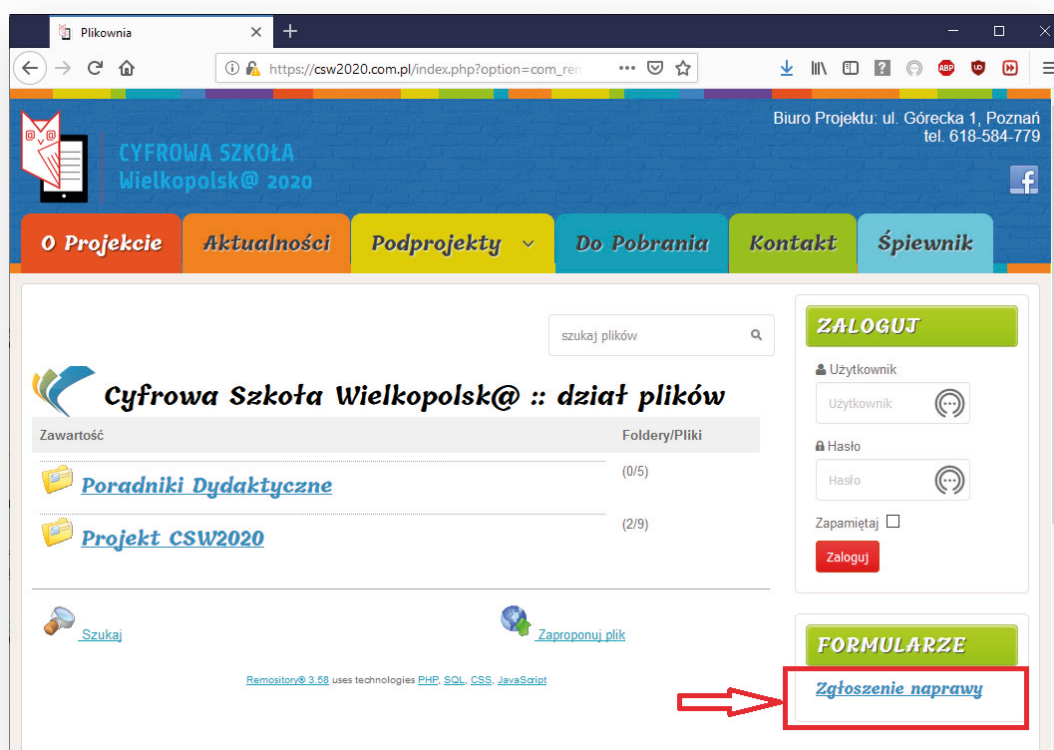 Plikownia
https://csw2020.com.pl/index.php?option=com_rem
ABP
Biuro Projektu: ul. Górecka 1, Poznań
tel. 618-584-779
CYFROWA SZKOŁA
Wielkopolsk@ 2020
f
O Projekcie
Aktualności
Podprojekty
Do Pobrania
Kontakt
Śpiewnik
szukaj plików
Cyfrowa Szkoła Wielkopolsk@ :: dział plików
Zawartość Foldery/Pliki
Poradniki Dydaktyczne (0/5)
Projekt CSW2020 (2/9)
Szukaj
Zaproponuj plik
Remository® 3.58 uses technologies PHP, SQL, CSS, JavaScript
ZALOGUJ
Użytkownik
Użytkownik
Hasło
Hasło
Zapamiętaj
Zaloguj
FORMULARZE
Zgłoszenie naprawy